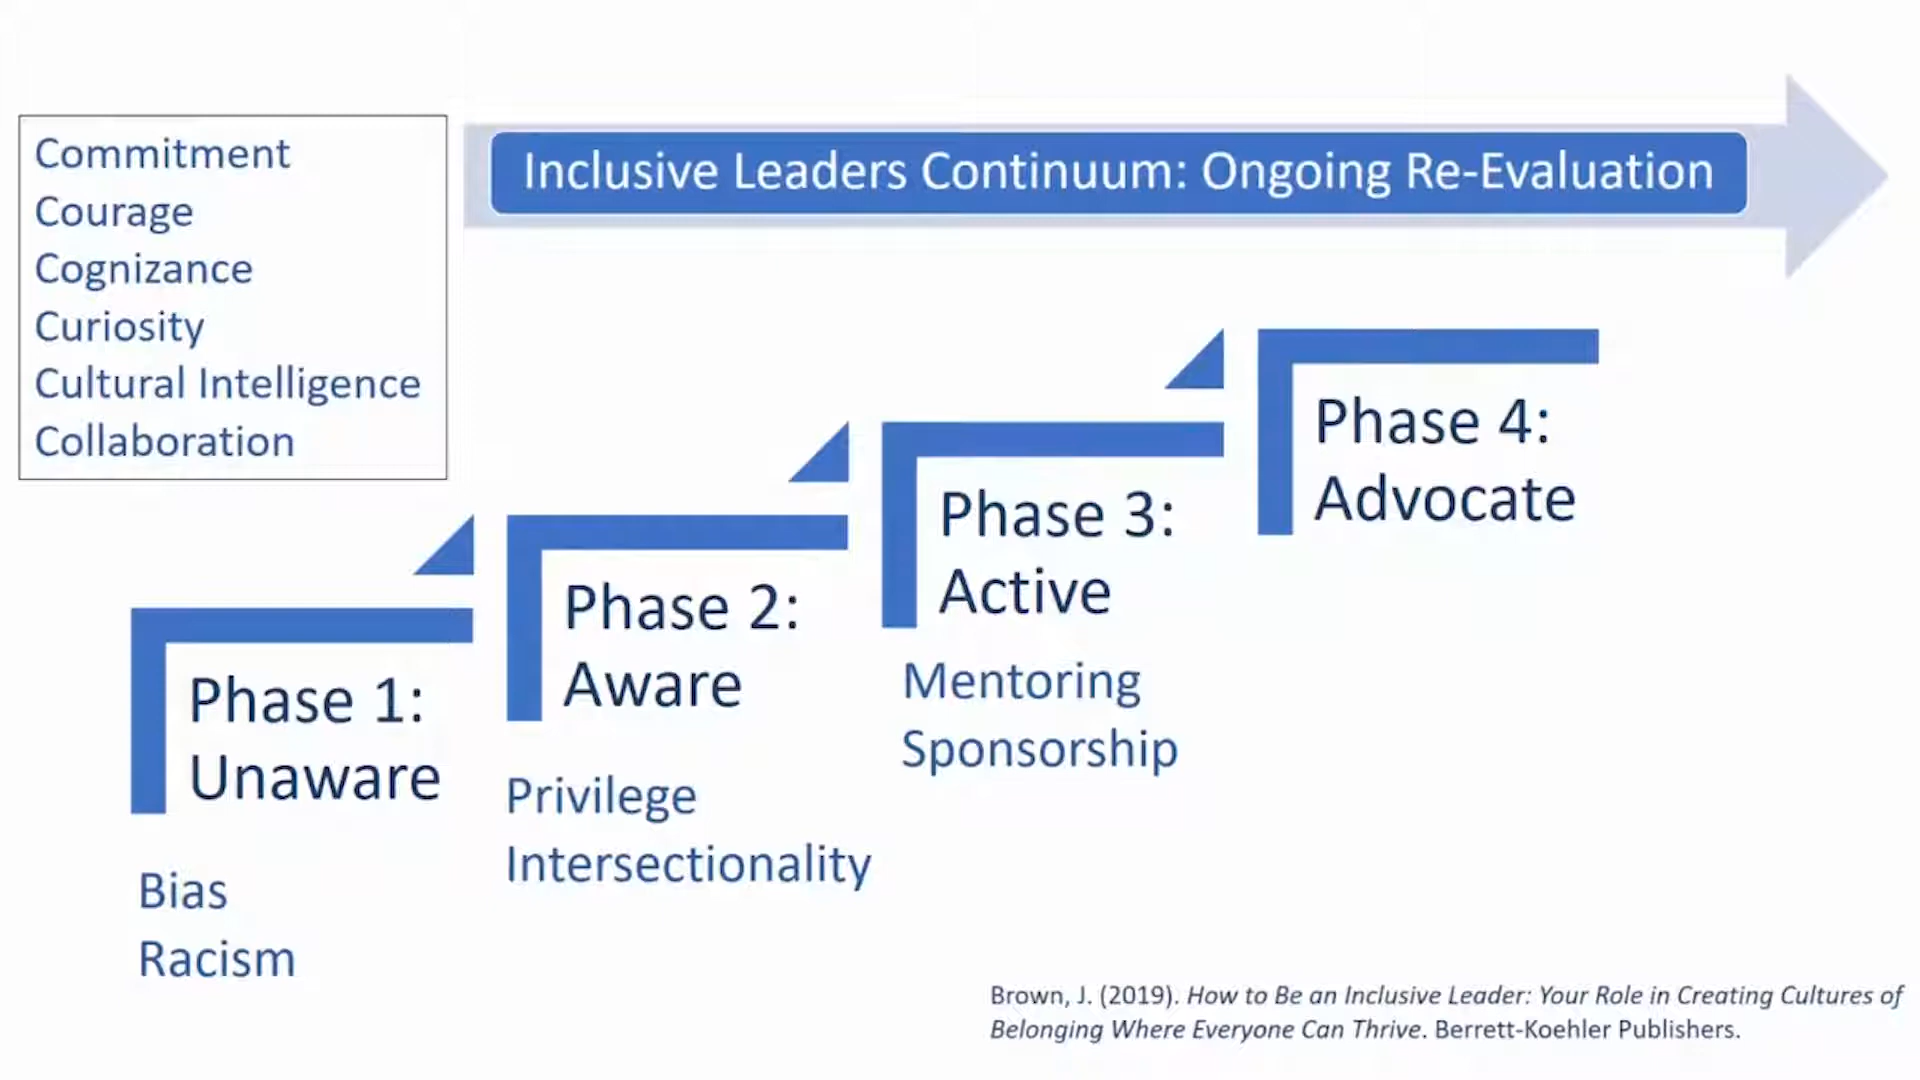 Commitment
Courage
Cognizance
Curiosity
Cultural Intelligence
Collaboration
Inclusive Leaders Continuum: Ongoing Re-Evaluation
Phase 1:
Unaware
Bias
Racism
Phase 2:
Aware
Privilege
Intersectionality
Phase 3:
Active
Mentoring
Sponsorship
Phase 4:
Advocate
Brown, J. (2019). How to Be an Inclusive Leader: Your Role in Creating Cultures of
Belonging Where Everyone Can Thrive. Berrett-Koehler Publishers.